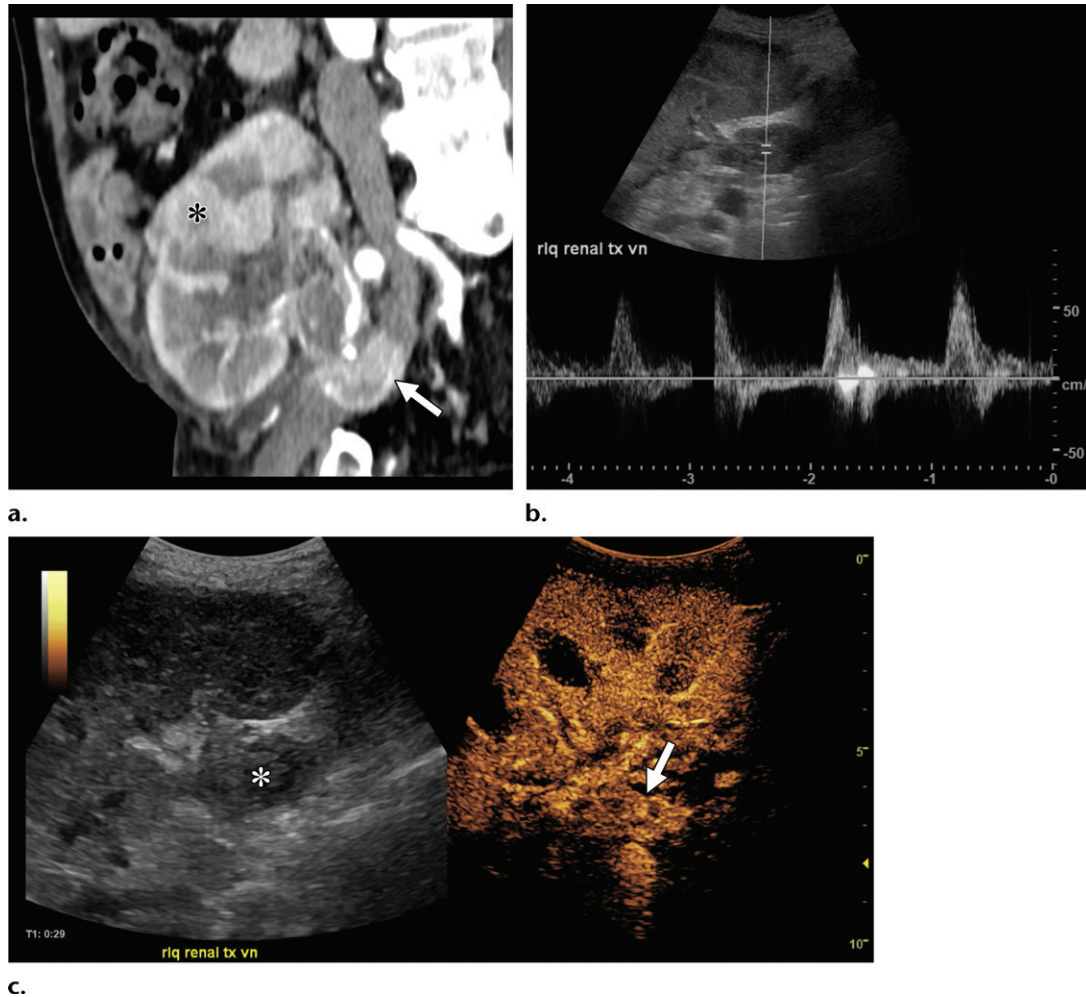 *
a.
rlq renal tx vn
50
cm/
-50
-4
-3
-2
-1
-0
b.
*
0
5
10
T1: 0:29
rlq renal tx vn
c.